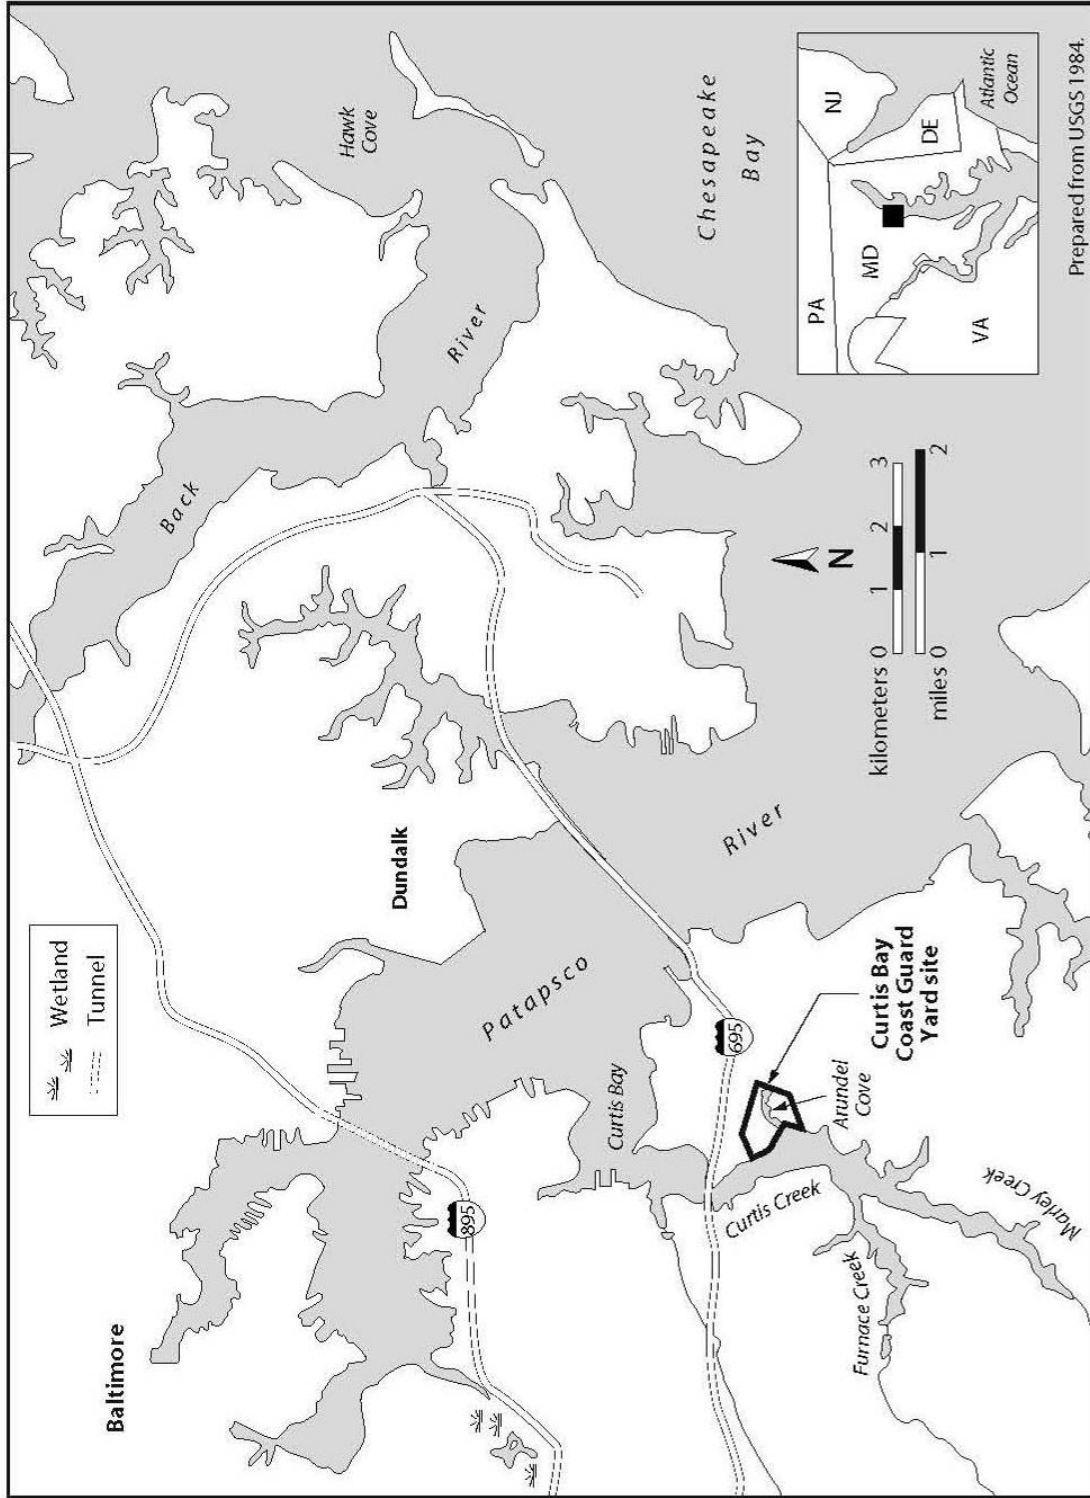 Wetland
Tunnel
Baltimore
Dundalk
Back
River
Hawk
Cove
Chesapeake
Bay
Patapsco
River
895
695
Curtis Bay
Curtis Creek
Furnace Creek
Marley Creek
Arundel
Cove
Curtis Bay
Coast Guard
Yard site
N
kilometers 0 1 2 3
miles 0 1 2
PA
NJ
MD
DE
VA
Atlantic
Ocean
Prepared from USGS 1984.